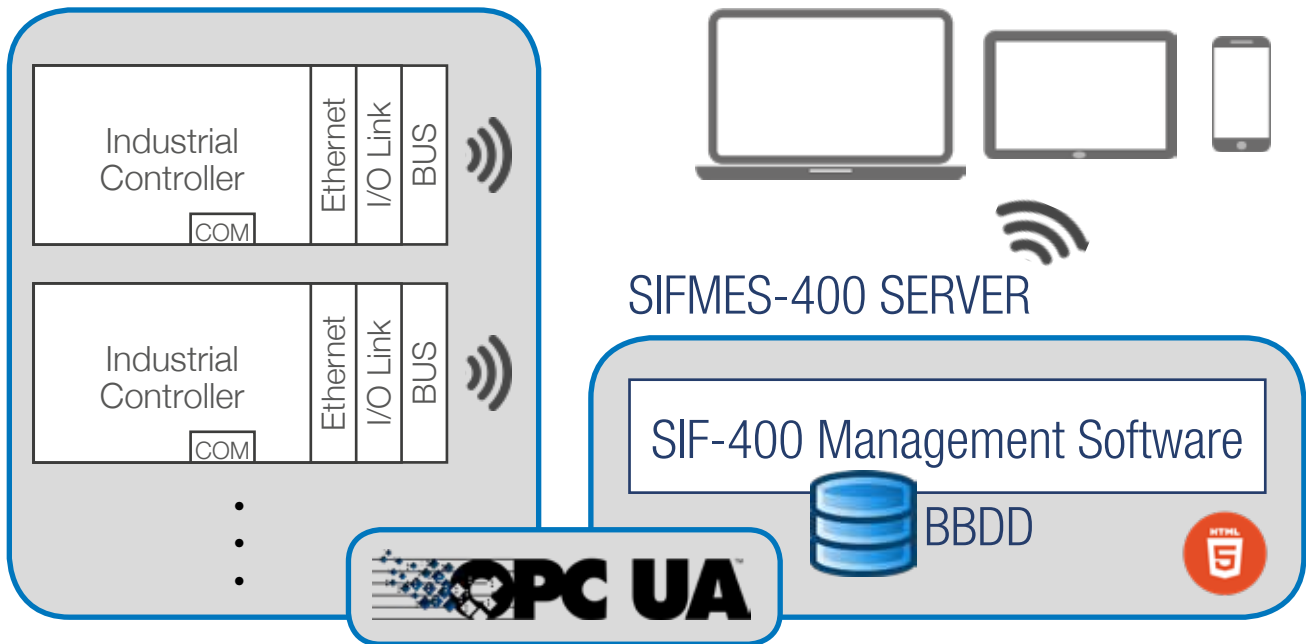 Industrial
Controller
COM
Ethernet
I/O Link
BUS
Industrial
Controller
COM
Ethernet
I/O Link
BUS
SIFMES-400 SERVER
SIF-400 Management Software
BBDD
HTML
5
OPC UA™